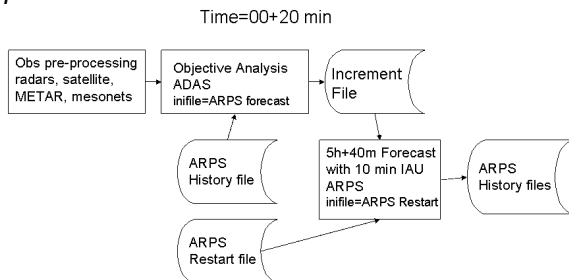 Time=00+20 min
Obs pre-processing
radars, satellite,
METAR, mesonets
Objective Analysis
ADAS
inifile=ARPS forecast
Increment
File
ARPS
History file
5h+40m Forecast
with 10 min IAU
ARPS
inifile=ARPS Restart
ARPS
History files
ARPS
Restart file